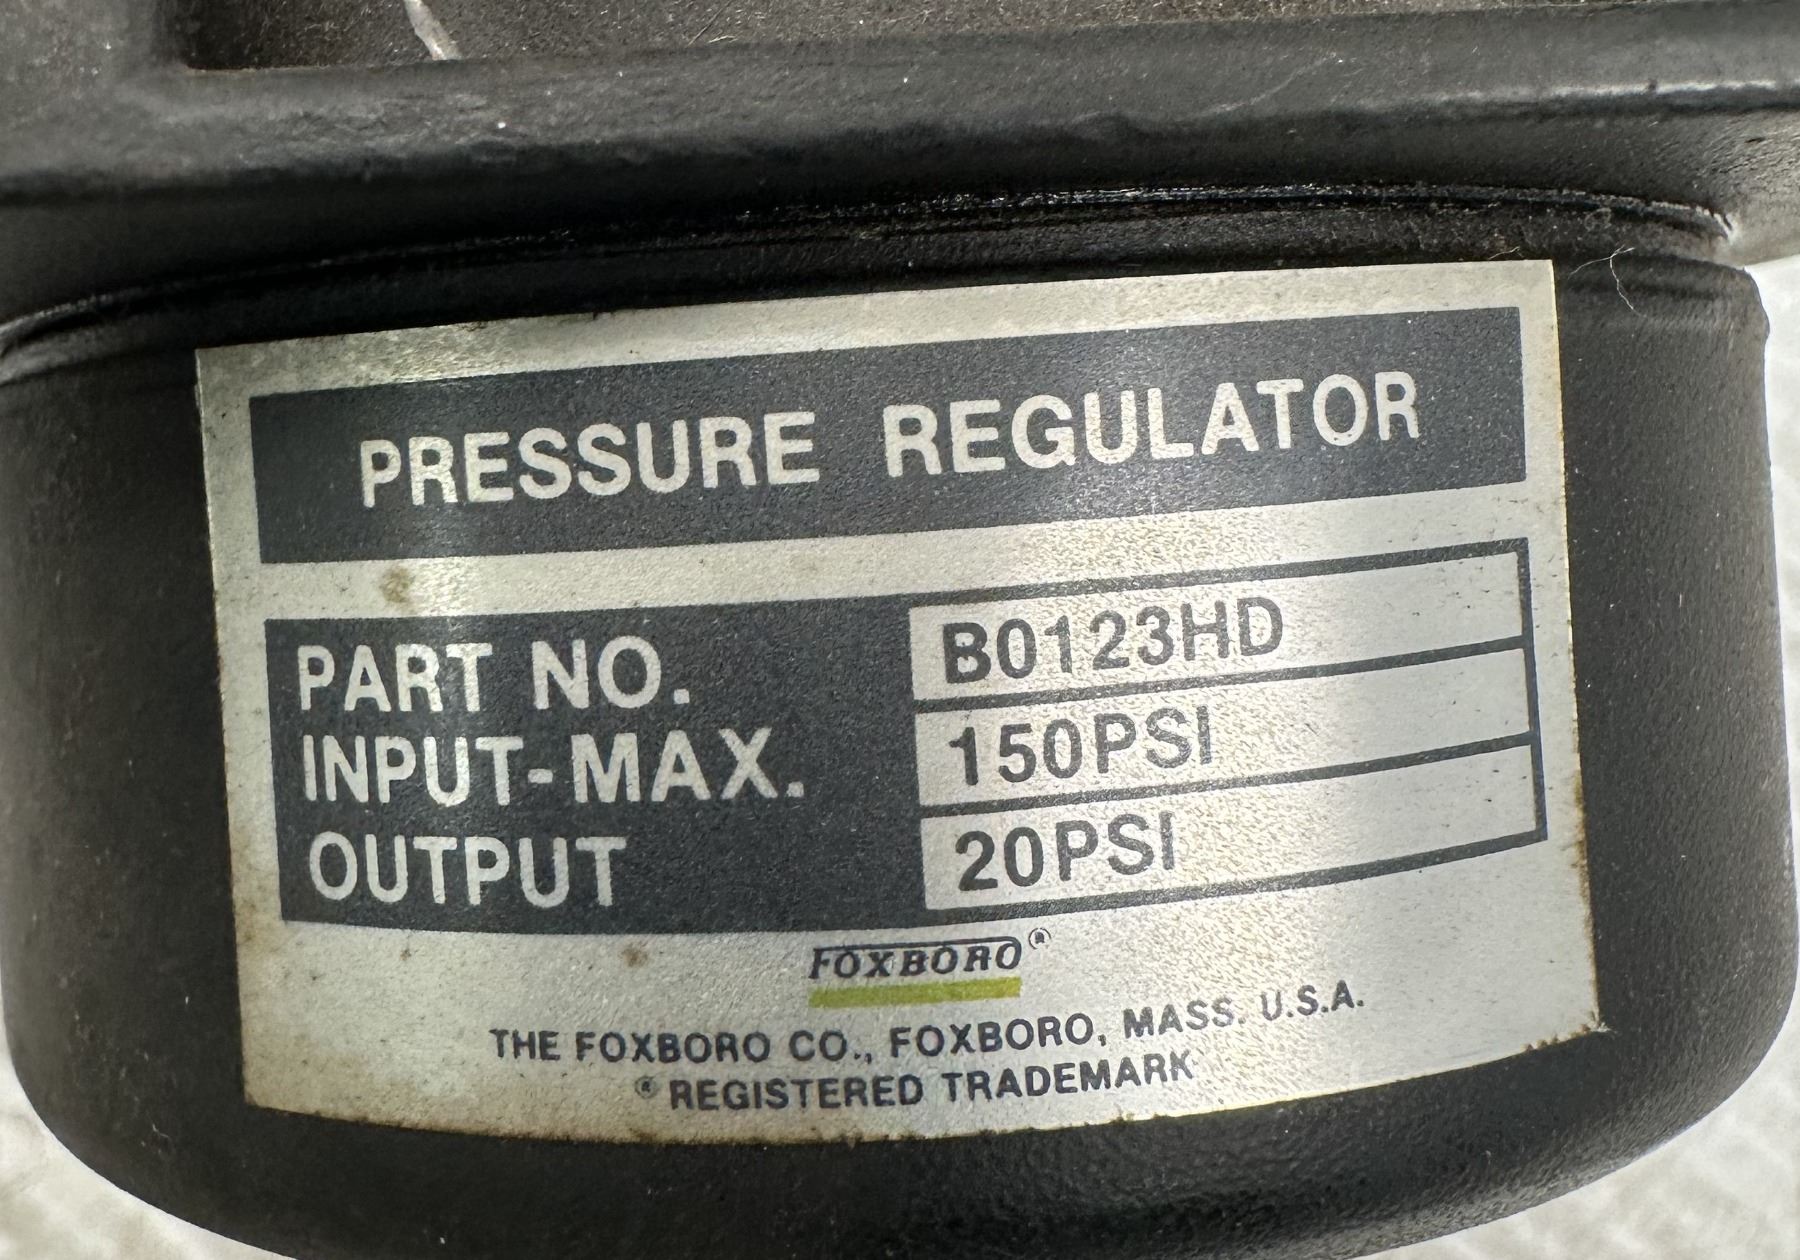 PRESSURE REGULATOR
PART NO. B0123HD
INPUT-MAX. 150PSI
OUTPUT 20PSI
FOXBORO®
THE FOXBORO CO., FOXBORO, MASS. U.S.A.
® REGISTERED TRADEMARK